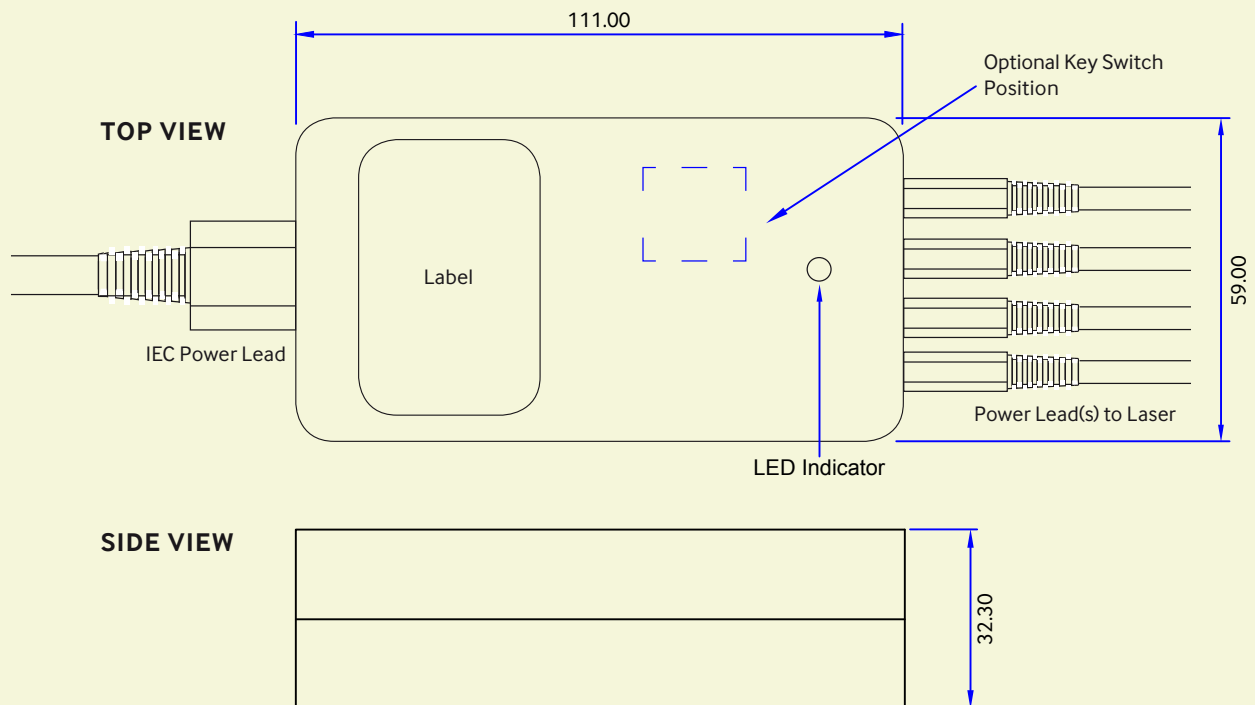 111.00
Optional Key Switch
Position
TOP VIEW
Label
59.00
IEC Power Lead
Power Lead(s) to Laser
LED Indicator
SIDE VIEW
32.30